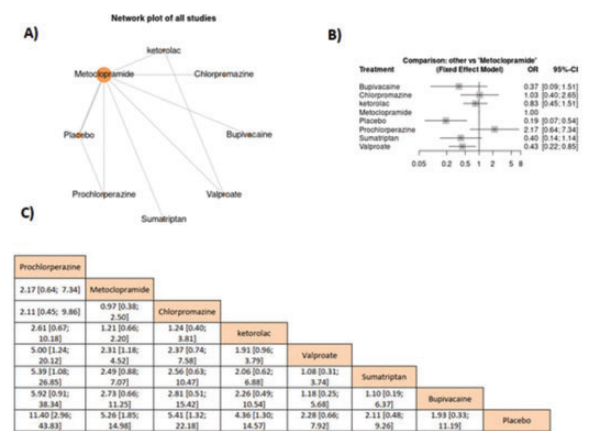 Network plot of all studies
A)
ketorolac
Metoclopramide
Chlorpromazine
Placebo
Bupivacaine
Prochlorperazine
Valproate
Sumatriptan
B)
Comparison: other vs 'Metoclopramide'
Treatment (Fixed Effect Model) OR 95%-CI
Bupivacaine 0.37 [0.09; 1.51]
Chlorpromazine 1.03 [0.40; 2.65]
ketorolac 0.83 [0.45; 1.51]
Metoclopramide 1.00
Placebo 0.19 [0.07; 0.54]
Prochlorperazine 2.17 [0.64; 7.34]
Sumatriptan 0.40 [0.14; 1.14]
Valproate 0.43 [0.22; 0.85]
0.05 0.2 0.5 1 2 5 8
C)
Prochlorperazine
2.17 [0.64; 7.34] Metoclopramide
2.11 [0.45; 9.86] 0.97 [0.38; 2.50] Chlorpromazine
2.61 [0.67; 10.18] 1.21 [0.66; 2.20] 1.24 [0.40; 3.81] ketorolac
5.00 [1.24; 20.12] 2.31 [1.18; 4.52] 2.37 [0.74; 7.58] 1.91 [0.96; 3.79] Valproate
5.39 [1.08; 26.85] 2.49 [0.88; 7.07] 2.56 [0.63; 10.47] 2.06 [0.62; 6.88] 1.08 [0.31; 3.74] Sumatriptan
5.92 [0.91; 38.34] 2.73 [0.66; 11.25] 2.81 [0.51; 15.42] 2.26 [0.49; 10.54] 1.18 [0.25; 5.68] 1.10 [0.19; 6.37] Bupivacaine
11.40 [2.96; 43.83] 5.26 [1.85; 14.98] 5.41 [1.32; 22.18] 4.36 [1.30; 14.57] 2.28 [0.66; 7.92] 2.11 [0.48; 9.26] 1.93 [0.33; 11.19] Placebo